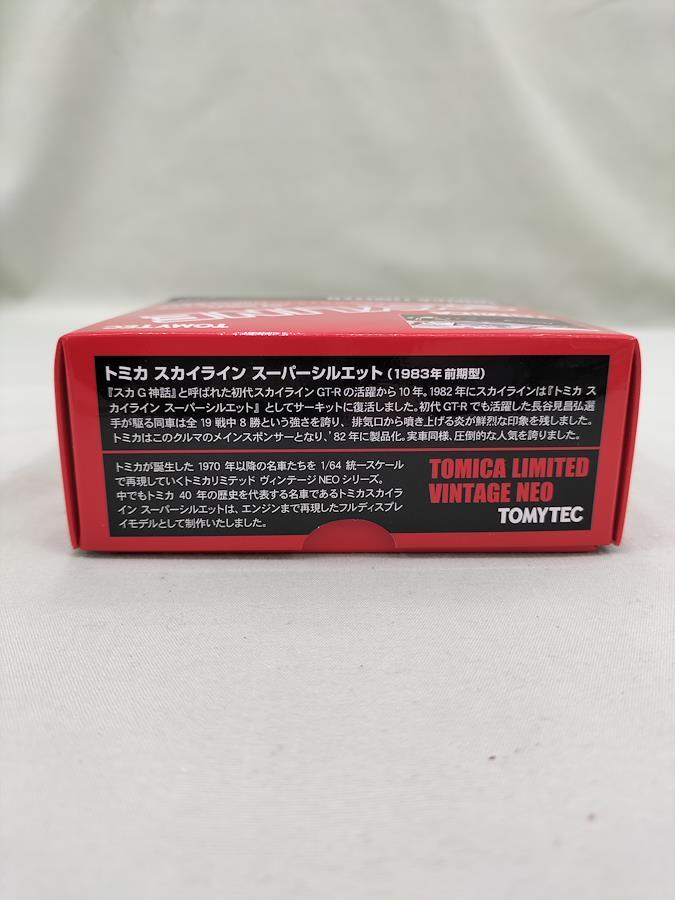 TOMYTEC
トミカ スカイライン スーパーシルエット (1983年前期型)
『スカG神話』と呼ばれた初代スカイラインGT-Rの活躍から10年。1982年にスカイラインは『トミカ ス
カイライン スーパーシルエット』としてサーキットに復活しました。初代GT-Rでも活躍した長谷見昌弘選
手が駆る同車は全19戦中8勝という強さを誇り、排気口から噴き上げる炎が鮮烈な印象を残しました。
トミカはこのクルマのメインスポンサーとなり、'82年に製品化。実車同様、圧倒的な人気を誇りました。
トミカが誕生した1970年以降の名車たちを1/64統一スケール
で再現していくトミカリミテッド ヴィンテージNEOシリーズ。
中でもトミカ 40年の歴史を代表する名車であるトミカスカイラ
イン スーパーシルエットは、エンジンまで再現したフルディスプレ
イモデルとして制作いたしました。
TOMICA LIMITED
VINTAGE NEO
TOMYTEC